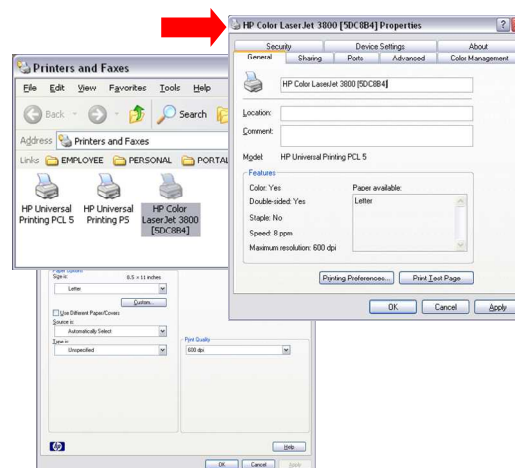 HP Color LaserJet 3800 [5DC8B4] Properties
Security Device Settings About
General Sharing Ports Advanced Color Management
HP Color LaserJet 3800 [5DC8B4]
Location:
Comment:
Model: HP Universal Printing PCL 5
Features
Color: Yes Paper available:
Double-sided: Yes Letter
Staple: No
Speed: 8 ppm
Maximum resolution: 600 dpi
Printing Preferences... Print Test Page
OK Cancel Apply
Printers and Faxes
File Edit View Favorites Tools Help
Back Search
Address Printers and Faxes
Links EMPLOYEE PERSONAL PORTAL
HP Universal Printing PCL 5
HP Universal Printing PS
HP Color LaserJet 3800 [5DC8B4]
Paper Options
Size is: 8.5 × 11 inches
Letter
Custom...
Use Different Paper/Covers
Source is:
Automatically Select
Type is:
Unspecified
Print Quality
600 dpi
hp
Help
OK Cancel Apply